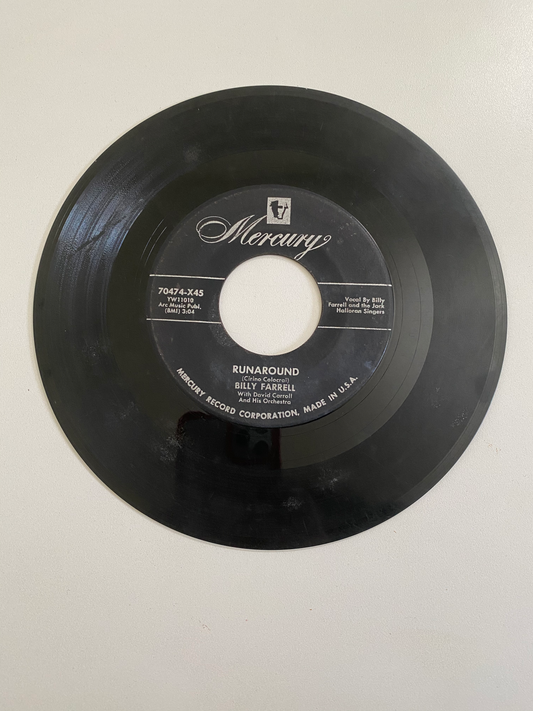 Mercury
70474-X45
YW11010
Arc Music Publ.
(BMI) 3:04
Vocal By Billy
Farrell and the Jack
Halloran Singers
RUNAROUND
(Cirino Colacrai)
BILLY FARRELL
With David Carroll
And His Orchestra
MERCURY RECORD CORPORATION, MADE IN U.S.A.